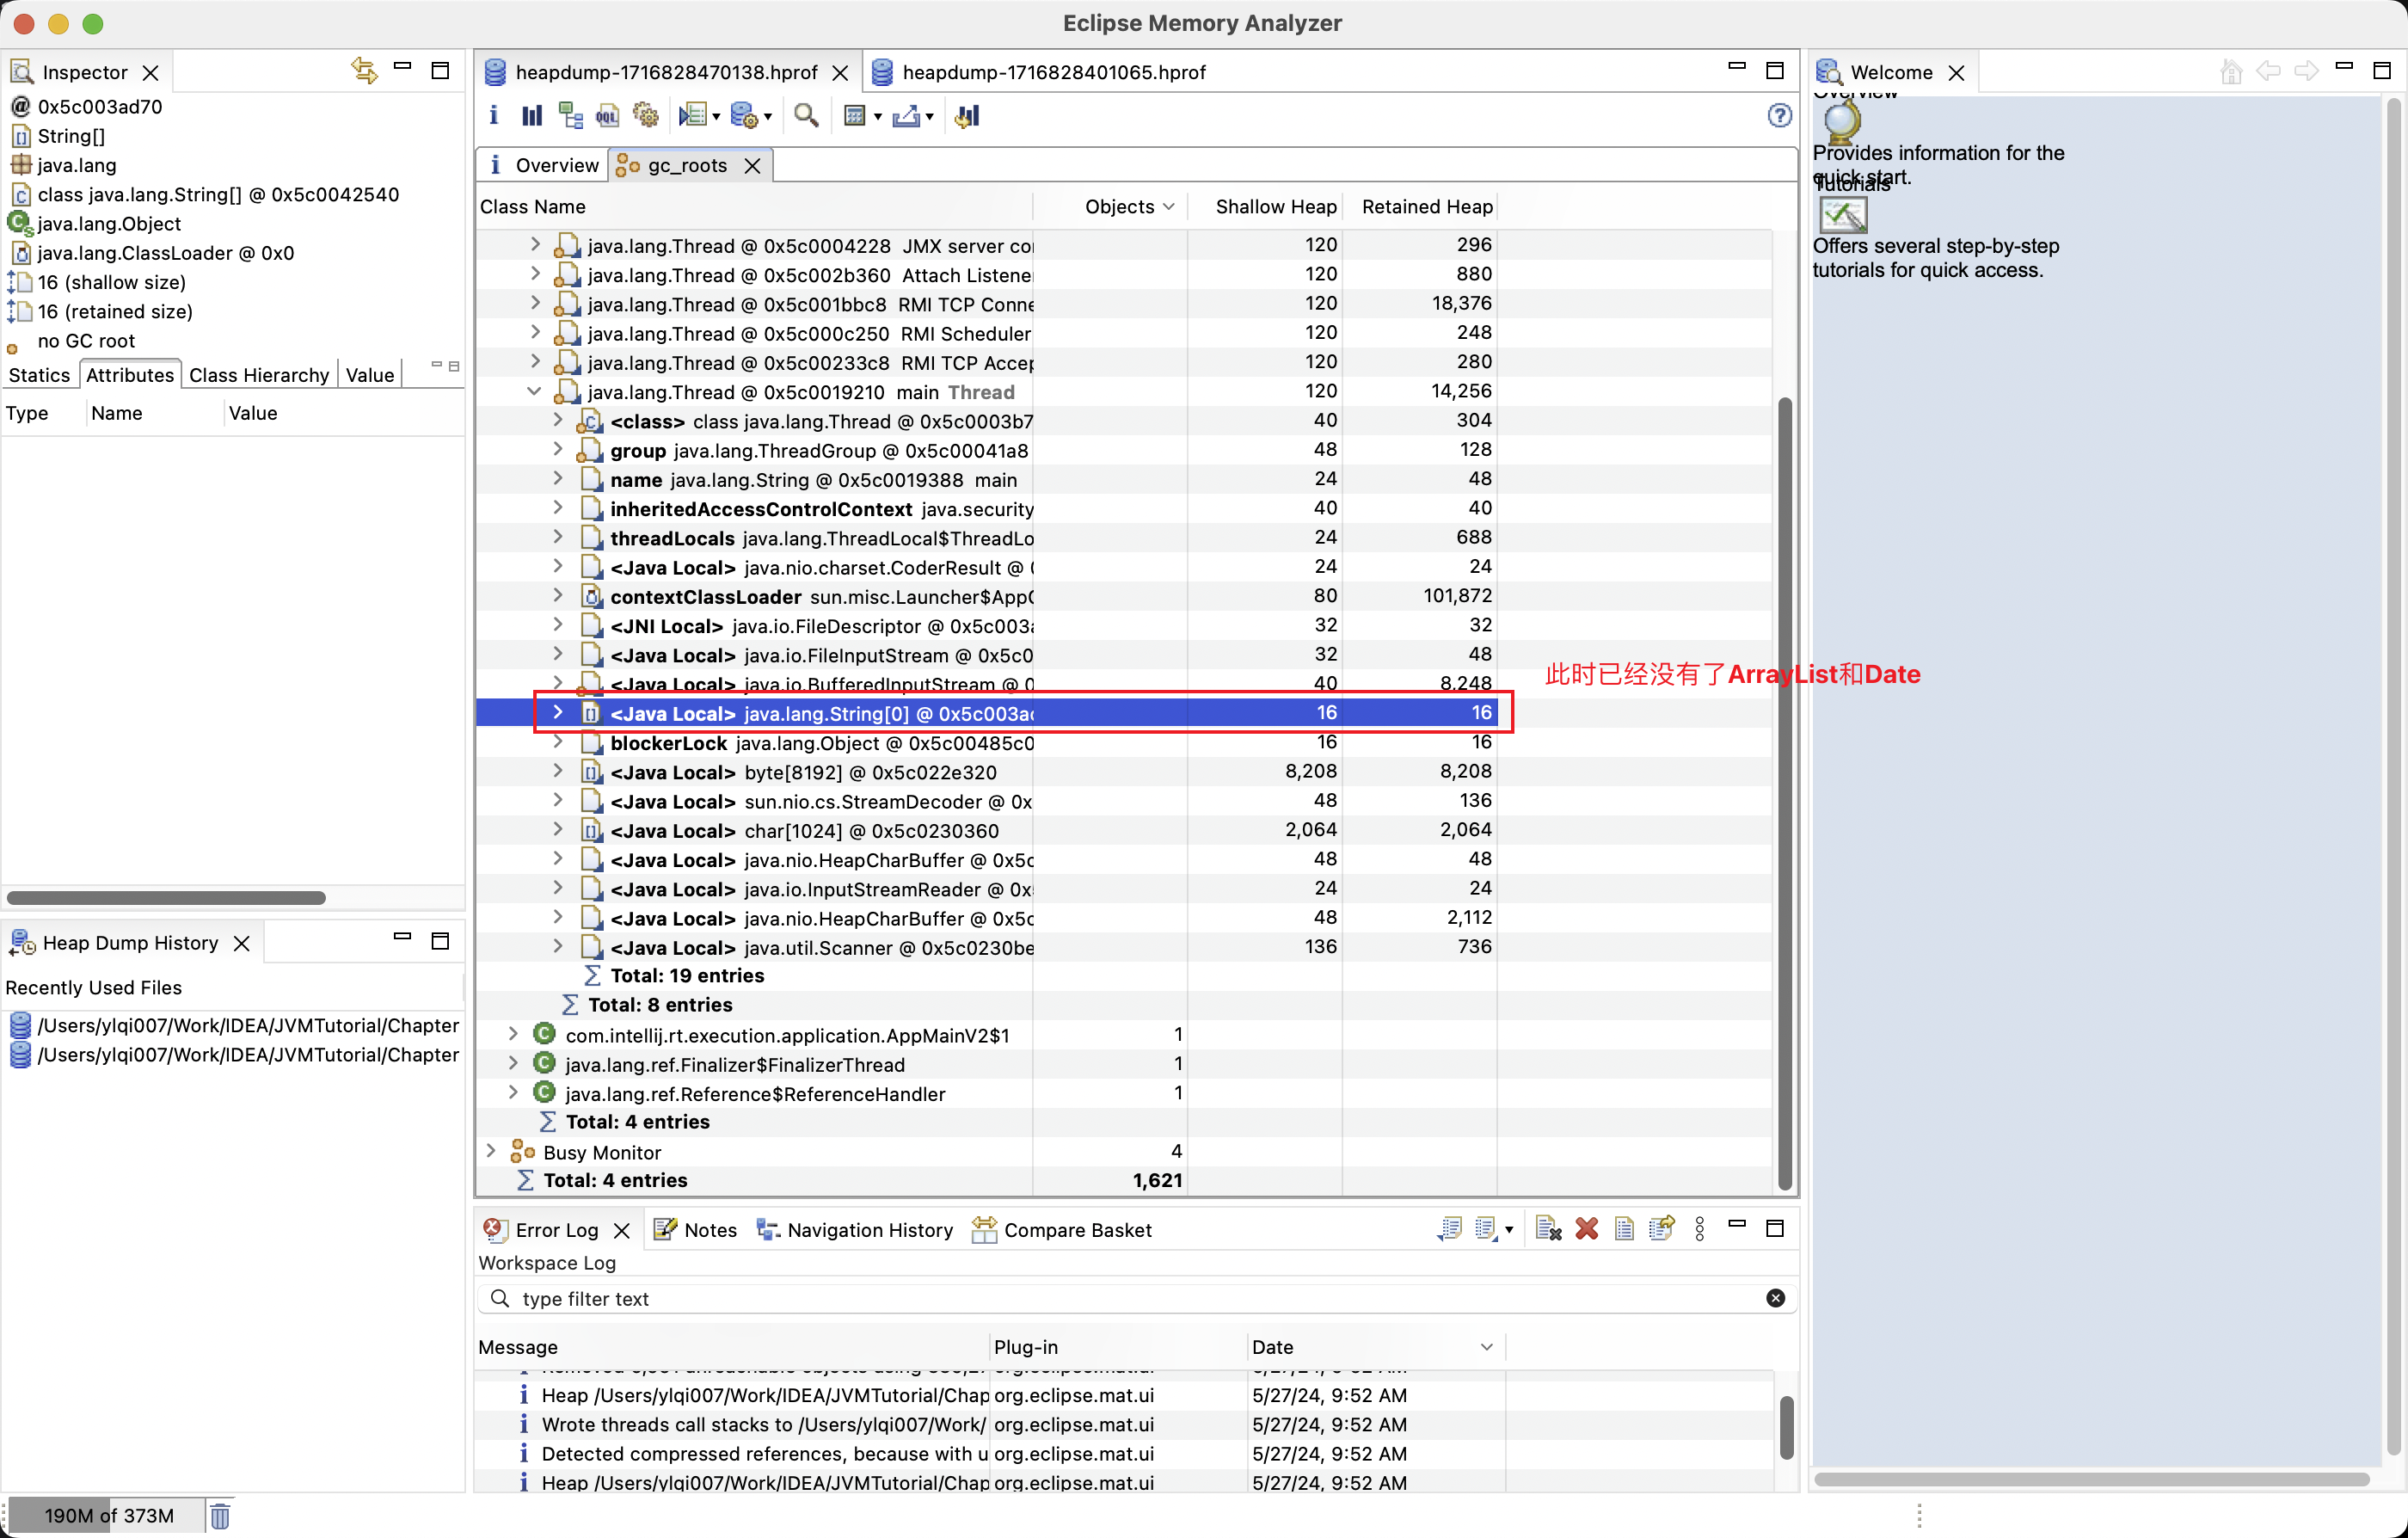 Eclipse Memory Analyzer
Inspector
@ 0x5c003ad70
String[]
java.lang
class java.lang.String[] @ 0x5c0042540
java.lang.Object
java.lang.ClassLoader @ 0x0
16 (shallow size)
16 (retained size)
no GC root
Statics Attributes Class Hierarchy Value
Type Name Value
Heap Dump History
Recently Used Files
/Users/ylqi007/Work/IDEA/JVMTutorial/Chapter
/Users/ylqi007/Work/IDEA/JVMTutorial/Chapter
190M of 373M
heapdump-1716828470138.hprof heapdump-1716828401065.hprof
Overview gc_roots
Class Name Objects Shallow Heap Retained Heap
java.lang.Thread @ 0x5c0004228 JMX server 120 296
java.lang.Thread @ 0x5c002b360 Attach Listene 120 880
java.lang.Thread @ 0x5c001bbc8 RMI TCP Conne 120 18,376
java.lang.Thread @ 0x5c000c250 RMI Scheduler 120 248
java.lang.Thread @ 0x5c00233c8 RMI TCP Accep 120 280
java.lang.Thread @ 0x5c0019210 main Thread 120 14,256
<class> class java.lang.Thread @ 0x5c0003b7 40 304
group java.lang.ThreadGroup @ 0x5c00041a8 48 128
name java.lang.String @ 0x5c0019388 main 24 48
inheritedAccessControlContext java.security 40 40
threadLocals java.lang.ThreadLocal$ThreadLo 24 688
<Java Local> java.nio.charset.CoderResult @ 24 24
contextClassLoader sun.misc.Launcher$App 80 101,872
<JNI Local> java.io.FileDescriptor @ 0x5c003 32 32
<Java Local> java.io.FileInputStream @ 0x5c0 32 48
<Java Local> java.io.BufferedInputStream @ 0 40 8,248
<Java Local> java.lang.String[0] @ 0x5c003a 16 16
blockerLock java.lang.Object @ 0x5c00485c0 16 16
<Java Local> byte[8192] @ 0x5c022e320 8,208 8,208
<Java Local> sun.nio.cs.StreamDecoder @ 0x 48 136
<Java Local> char[1024] @ 0x5c0230360 2,064 2,064
<Java Local> java.nio.HeapCharBuffer @ 0x5c 48 48
<Java Local> java.io.InputStreamReader @ 0x 24 24
<Java Local> java.nio.HeapCharBuffer @ 0x5c 48 2,112
<Java Local> java.util.Scanner @ 0x5c0230be 136 736
Total: 19 entries
Total: 8 entries
com.intellij.rt.execution.application.AppMainV2$1 1
java.lang.ref.Finalizer$FinalizerThread 1
java.lang.ref.Reference$ReferenceHandler 1
Total: 4 entries
Busy Monitor 4
Total: 4 entries 1,621
此时已经没有了ArrayList和Date
Error Log Notes Navigation History Compare Basket
Workspace Log
type filter text
Message Plug-in Date
Heap /Users/ylqi007/Work/IDEA/JVMTutorial/Chap org.eclipse.mat.ui 5/27/24, 9:52 AM
Wrote threads call stacks to /Users/ylqi007/Work/ org.eclipse.mat.ui 5/27/24, 9:52 AM
Detected compressed references, because with u org.eclipse.mat.ui 5/27/24, 9:52 AM
Heap /Users/ylqi007/Work/IDEA/JVMTutorial/Chap org.eclipse.mat.ui 5/27/24, 9:52 AM
Welcome
Overview
Provides information for the
quick start.
Tutorials
Offers several step-by-step
tutorials for quick access.